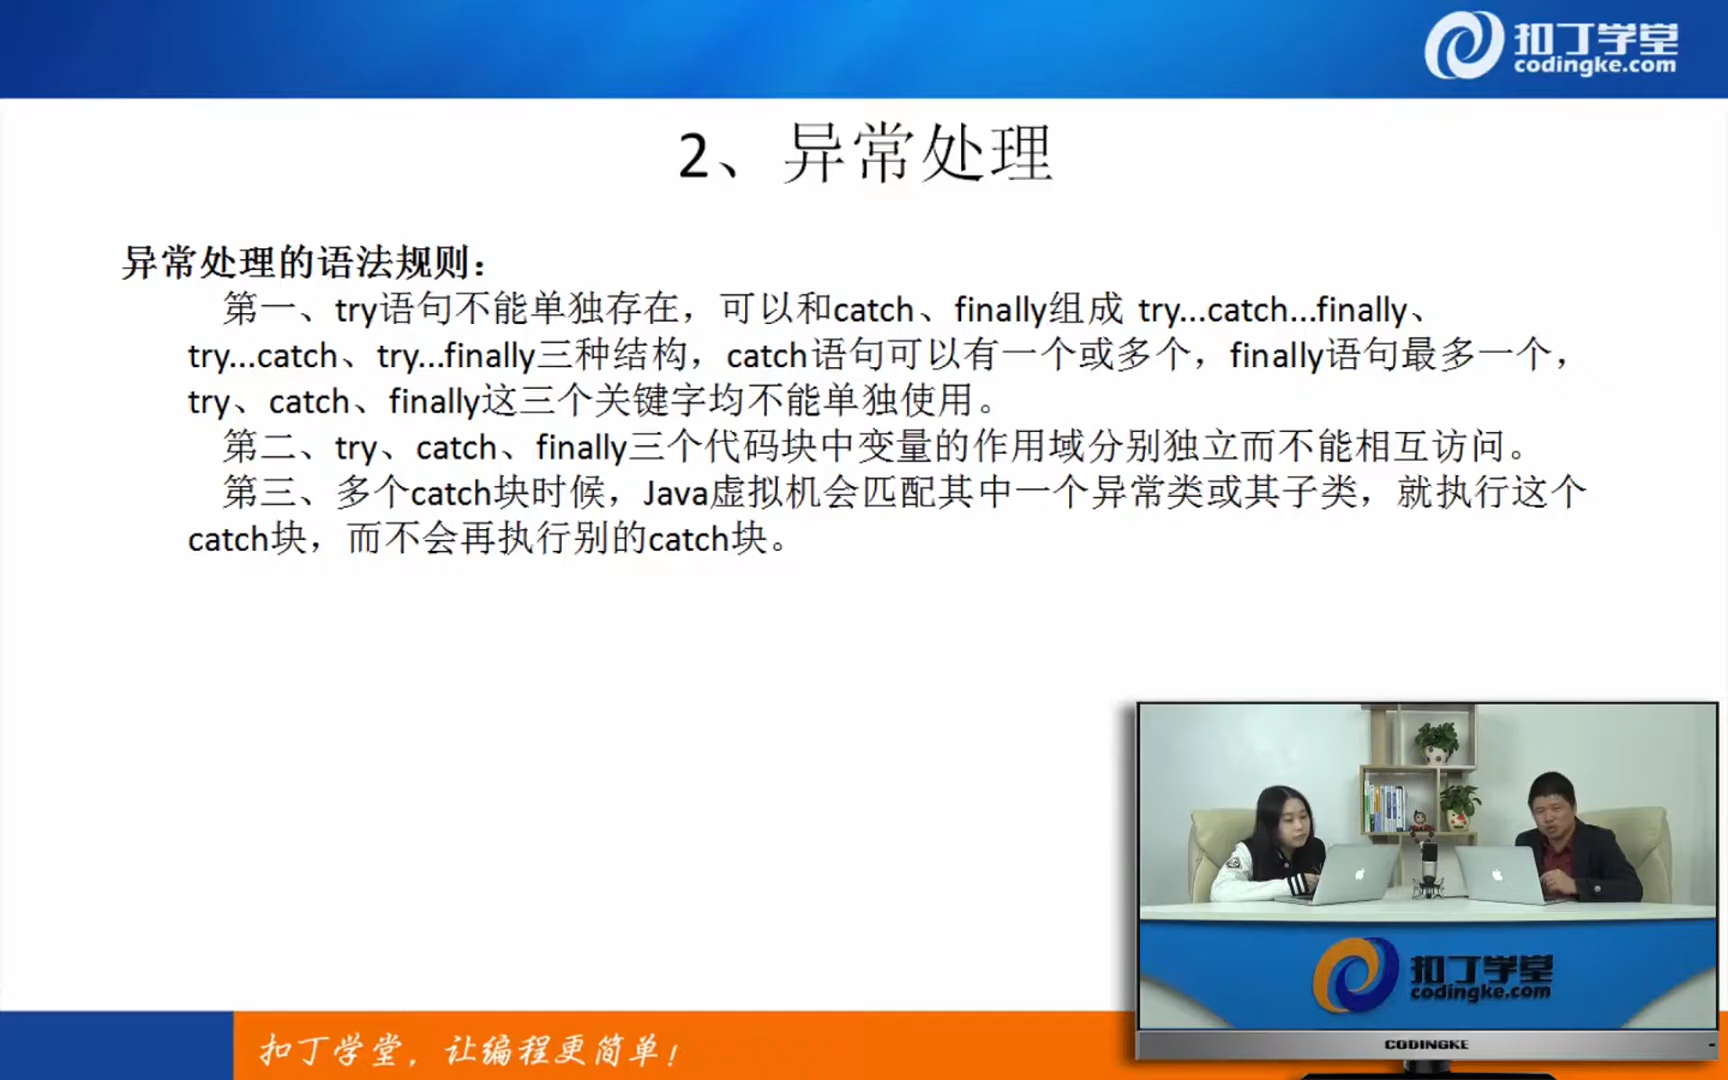 扣丁学堂
codingke.com
2、异常处理
异常处理的语法规则：
第一、try语句不能单独存在，可以和catch、finally组成 try...catch...finally、
try...catch、try...finally三种结构，catch语句可以有一个或多个，finally语句最多一个，
try、catch、finally这三个关键字均不能单独使用。
第二、try、catch、finally三个代码块中变量的作用域分别独立而不能相互访问。
第三、多个catch块时候，Java虚拟机会匹配其中一个异常类或其子类，就执行这个
catch块，而不会再执行别的catch块。
扣丁学堂
codingke.com
CODINGKE
扣丁学堂，让编程更简单！